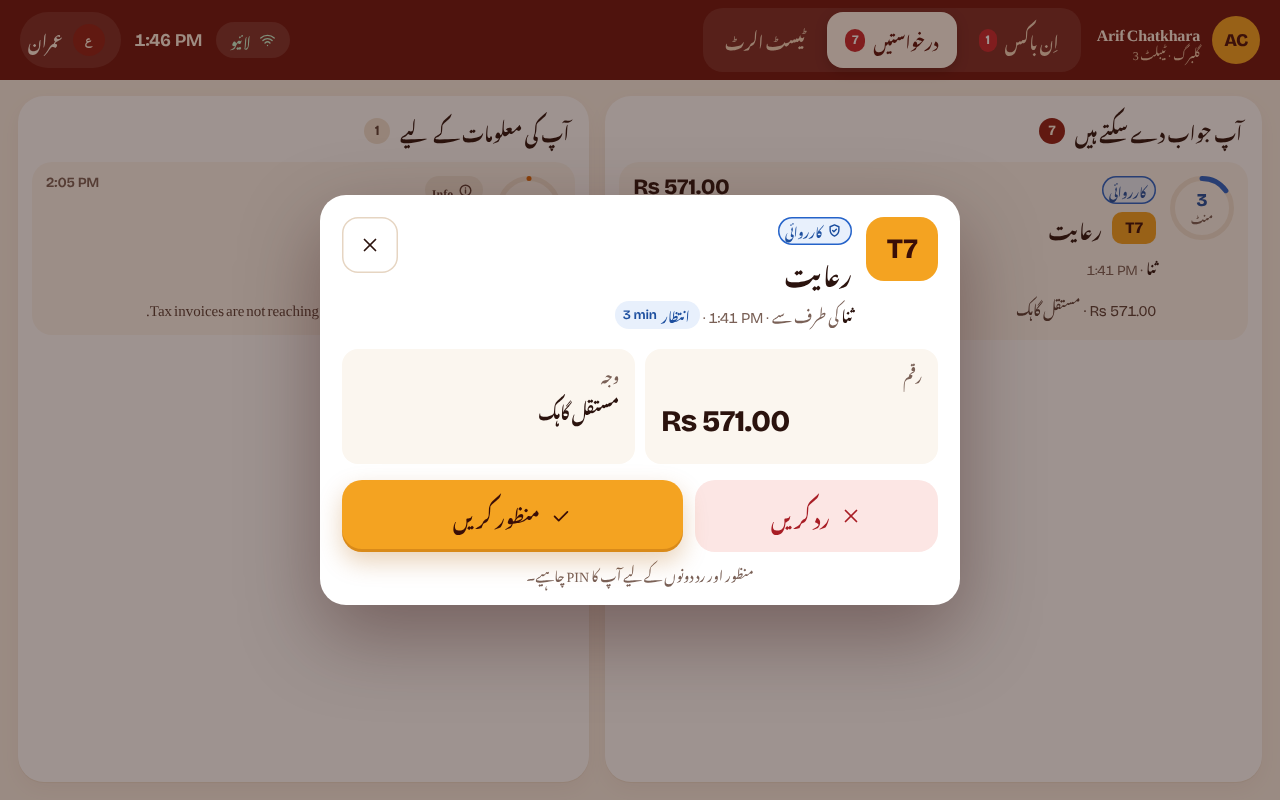 AC
Arif Chatkhara
گلبرگ · ٹیبلٹ 3
اِن باکس 1
درخواستیں 7
ٹیسٹ الرٹ
لائیو
1:46 PM
ع عمران
آپ جواب دے سکتے ہیں 7
کارروائی
Rs 571.00
3
منٹ
T7 رعایت
ثنا · 1:41 PM
Rs 571.00 · مستقل گاہک
آپ کی معلومات کے لیے 1
Info
2:05 PM
Tax invoices are not reaching
T7
کارروائی
رعایت
ثنا کی طرف سے · 1:41 PM · انتظار 3 min
رقم
Rs 571.00
وجہ
مستقل گاہک
رد کریں
منظور کریں
منظور اور رد دونوں کے لیے آپ کا PIN چاہیے۔